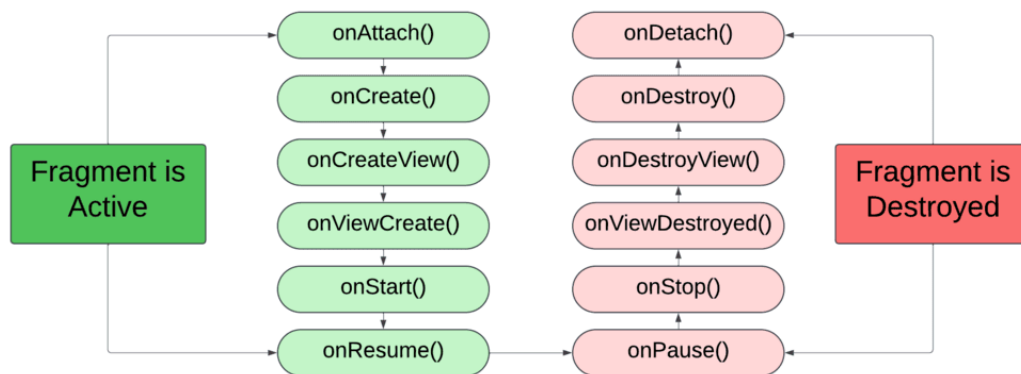 Fragment is
Active
onAttach()
onCreate()
onCreateView()
onViewCreate()
onStart()
onResume()
onDetach()
onDestroy()
onDestroyView()
onViewDestroyed()
onStop()
onPause()
Fragment is
Destroyed